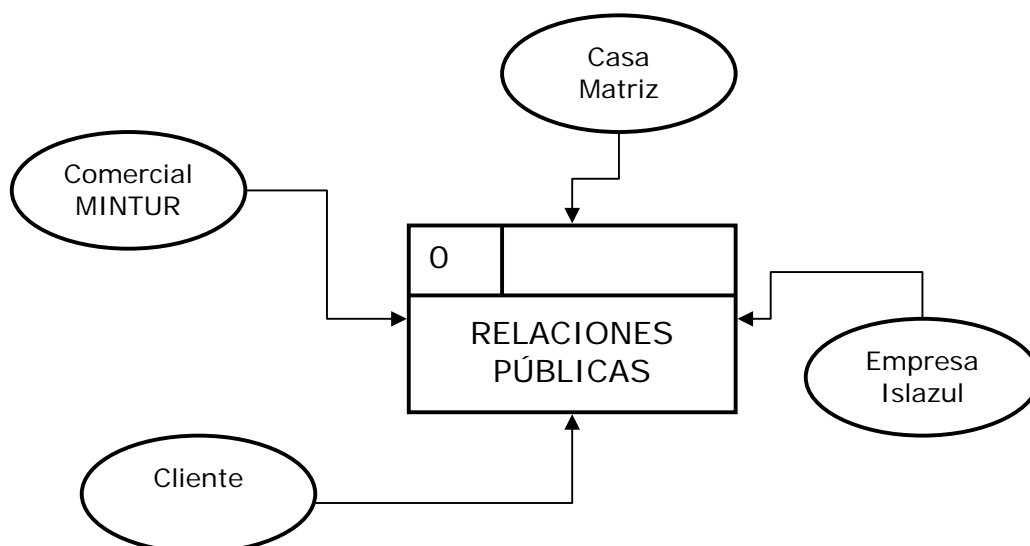 Casa
Matriz
Comercial
MINTUR
0
RELACIONES
PÚBLICAS
Empresa
Islazul
Cliente